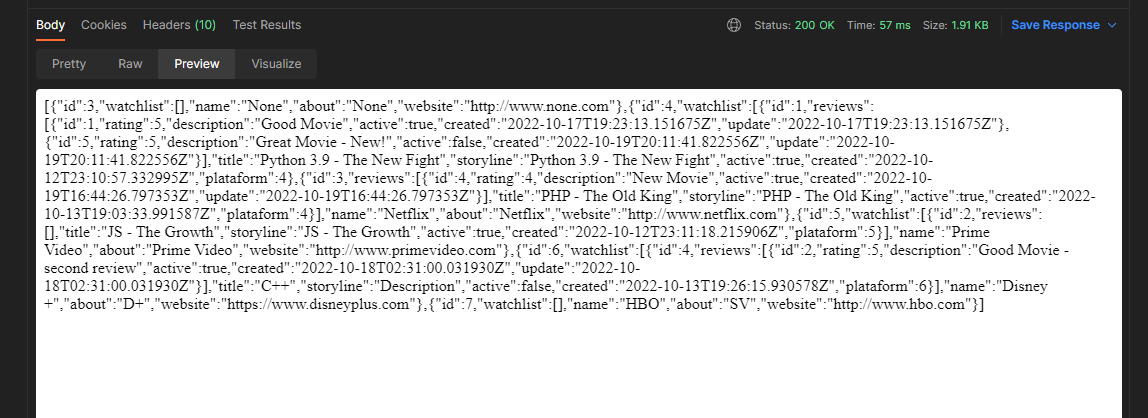 Body Cookies Headers (10) Test Results Status: 200 OK Time: 57 ms Size: 1.91 KB Save Response
Pretty Raw Preview Visualize
[{"id":3,"watchlist":[],"name":"None","about":"None","website":"http://www.none.com"},{"id":4,"watchlist":[{"id":1,"reviews":
[{"id":1,"rating":5,"description":"Good Movie","active":true,"created":"2022-10-17T19:23:13.151675Z","update":"2022-10-17T19:23:13.151675Z"},
{"id":5,"rating":5,"description":"Great Movie - New!","active":false,"created":"2022-10-19T20:11:41.822556Z","update":"2022-10-
19T20:11:41.822556Z"}],"title":"Python 3.9 - The New Fight","storyline":"Python 3.9 - The New Fight","active":true,"created":"2022-10-
12T23:10:57.332995Z","plataform":4},{"id":3,"reviews":[{"id":4,"rating":4,"description":"New Movie","active":true,"created":"2022-10-
19T16:44:26.797353Z","update":"2022-10-19T16:44:26.797353Z"}],"title":"PHP - The Old King","storyline":"PHP - The Old King","active":true,"created":"2022-
10-13T19:03:33.991587Z","plataform":4}],"name":"Netflix","about":"Netflix","website":"http://www.netflix.com"},{"id":5,"watchlist":[{"id":2,"reviews":
[],"title":"JS - The Growth","storyline":"JS - The Growth","active":true,"created":"2022-10-12T23:11:18.215906Z","plataform":5}],"name":"Prime
Video","about":"Prime Video","website":"http://www.primevideo.com"},{"id":6,"watchlist":[{"id":4,"reviews":[{"id":2,"rating":5,"description":"Good Movie -
second review","active":true,"created":"2022-10-18T02:31:00.031930Z","update":"2022-10-
18T02:31:00.031930Z"}],"title":"C++","storyline":"Description","active":false,"created":"2022-10-13T19:26:15.930578Z","plataform":6}],"name":"Disney
+","about":"D+","website":"https://www.disneyplus.com"},{"id":7,"watchlist":[],"name":"HBO","about":"SV","website":"http://www.hbo.com"}]